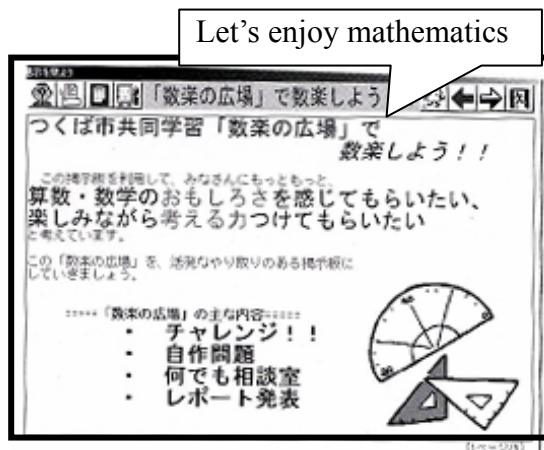 Let's enjoy mathematics
「数楽の広場」で数楽しよう
つくば市共同学習「数楽の広場」で
数楽しよう!!
この掲示板を利用して、みなさんにもっともっと、
算数・数学のおもしろさを感じてもらいたい、
楽しみながら考える力つけてもらいたい
と考えています。
この「数楽の広場」を、活発なやり取りのある掲示板に
していきましょう。
:::::「数楽の広場」の主な内容:::::
・ チャレンジ!!
・ 自作問題
・ 何でも相談室
・ レポート発表